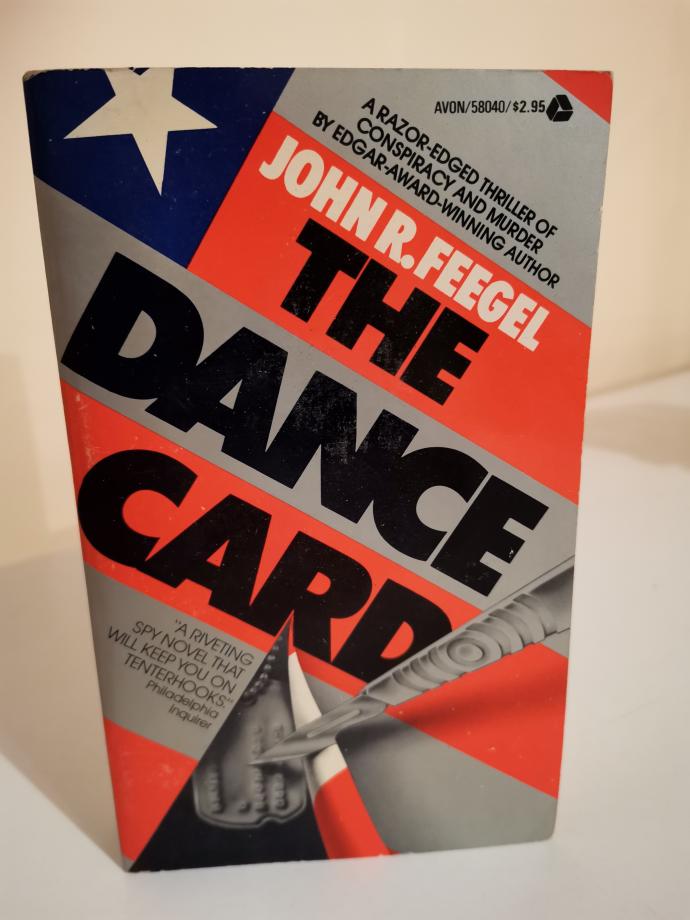 AVON/58040/$2.95
A RAZOR-EDGED THRILLER OF
CONSPIRACY AND MURDER
BY EDGAR-AWARD-WINNING AUTHOR
JOHN R. FEEGEL
THE
DANCE
CARD
"A RIVETING
SPY NOVEL THAT
WILL KEEP YOU ON
TENTERHOOKS."
Philadelphia
Inquirer